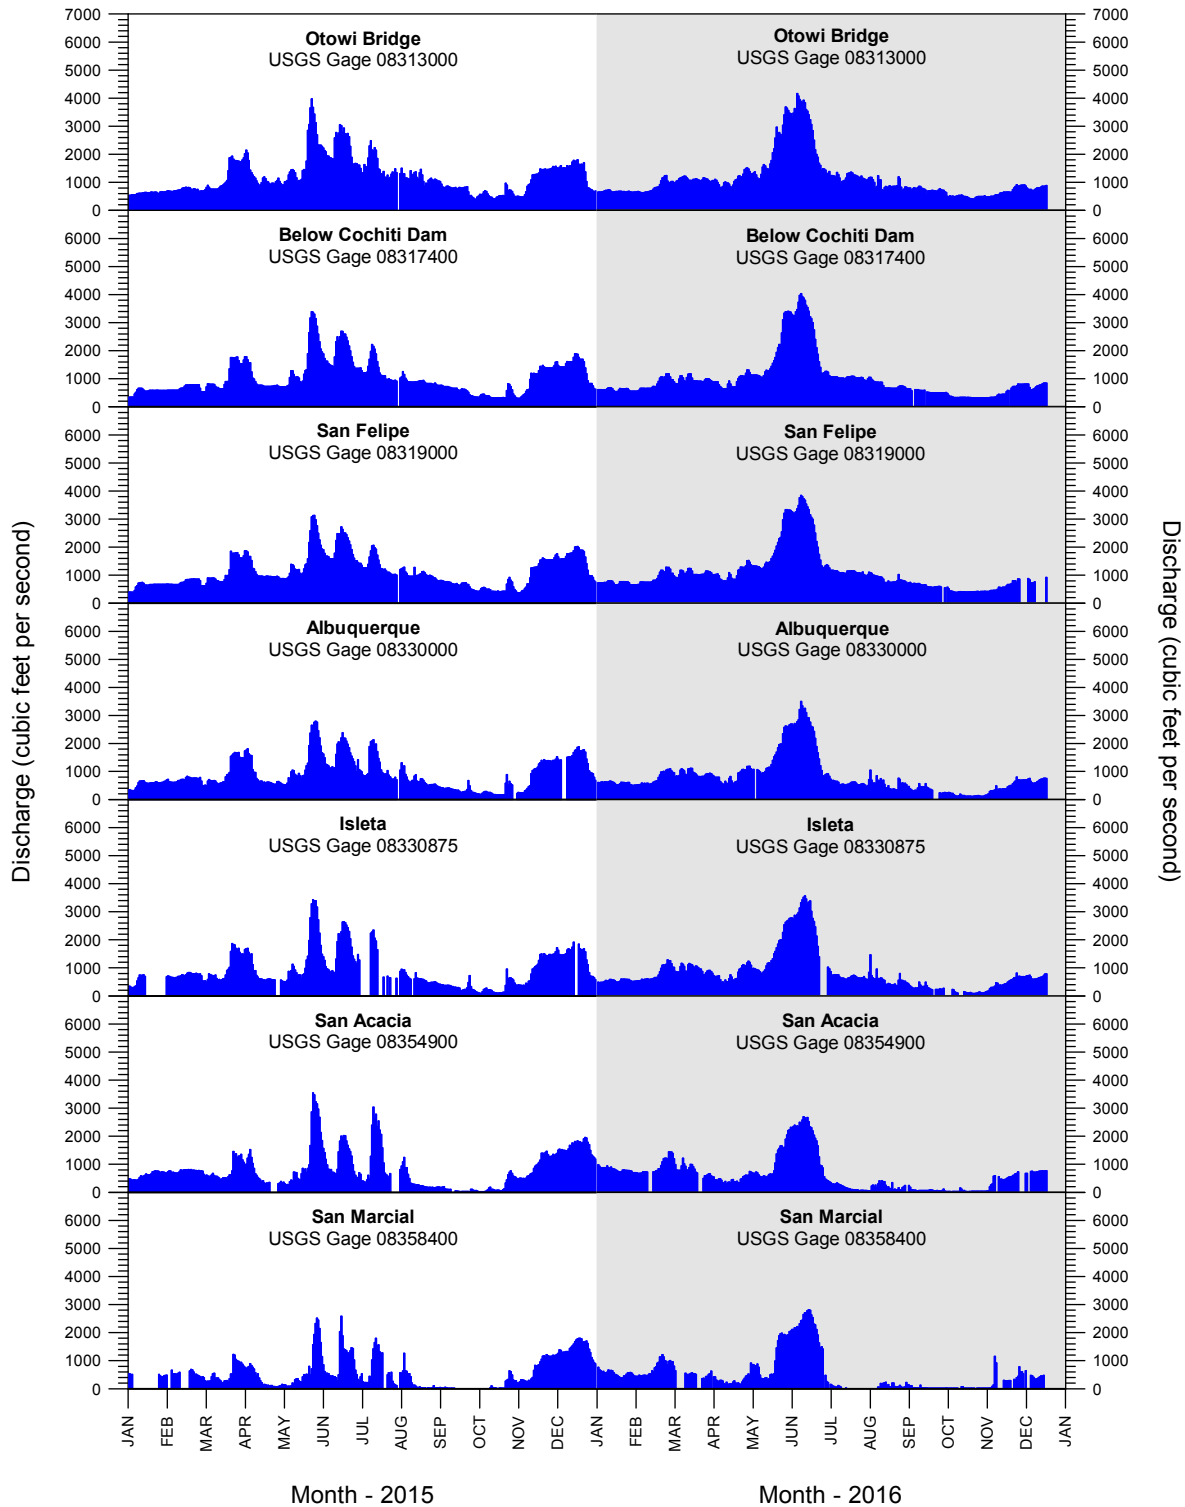 7000 7000
Otowi Bridge Otowi Bridge
USGS Gage 08313000 USGS Gage 08313000
6000 6000
5000 5000
4000 4000
3000 3000
2000 2000
1000 1000
0 0
Below Cochiti Dam Below Cochiti Dam
USGS Gage 08317400 USGS Gage 08317400
6000 6000
5000 5000
4000 4000
3000 3000
2000 2000
1000 1000
0 0
San Felipe San Felipe
USGS Gage 08319000 USGS Gage 08319000
6000 6000
5000 5000
4000 4000
3000 3000
2000 2000
1000 1000
0 0
Albuquerque Albuquerque
USGS Gage 08330000 USGS Gage 08330000
6000 6000
5000 5000
4000 4000
3000 3000
2000 2000
1000 1000
0 0
Isleta Isleta
USGS Gage 08330875 USGS Gage 08330875
6000 6000
5000 5000
4000 4000
3000 3000
2000 2000
1000 1000
0 0
San Acacia San Acacia
USGS Gage 08354900 USGS Gage 08354900
6000 6000
5000 5000
4000 4000
3000 3000
2000 2000
1000 1000
0 0
San Marcial San Marcial
USGS Gage 08358400 USGS Gage 08358400
6000 6000
5000 5000
4000 4000
3000 3000
2000 2000
1000 1000
0 0
Discharge (cubic feet per second)
Discharge (cubic feet per second)
JAN FEB MAR APR MAY JUN JUL AUG SEP OCT NOV DEC JAN FEB MAR APR MAY JUN JUL AUG SEP OCT NOV DEC JAN
Month - 2015 Month - 2016